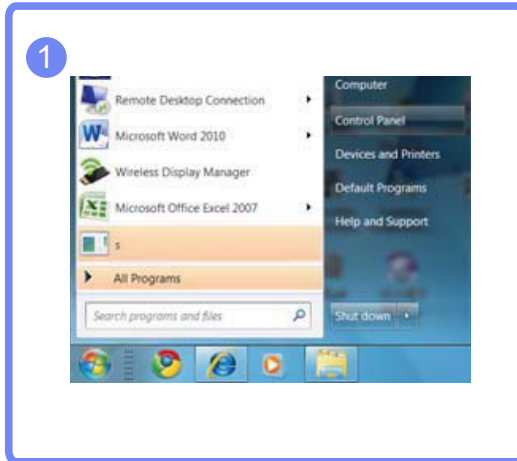 1
Remote Desktop Connection
Microsoft Word 2010
Wireless Display Manager
Microsoft Office Excel 2007
s
All Programs
Search programs and files
Computer
Control Panel
Devices and Printers
Default Programs
Help and Support
Shut down